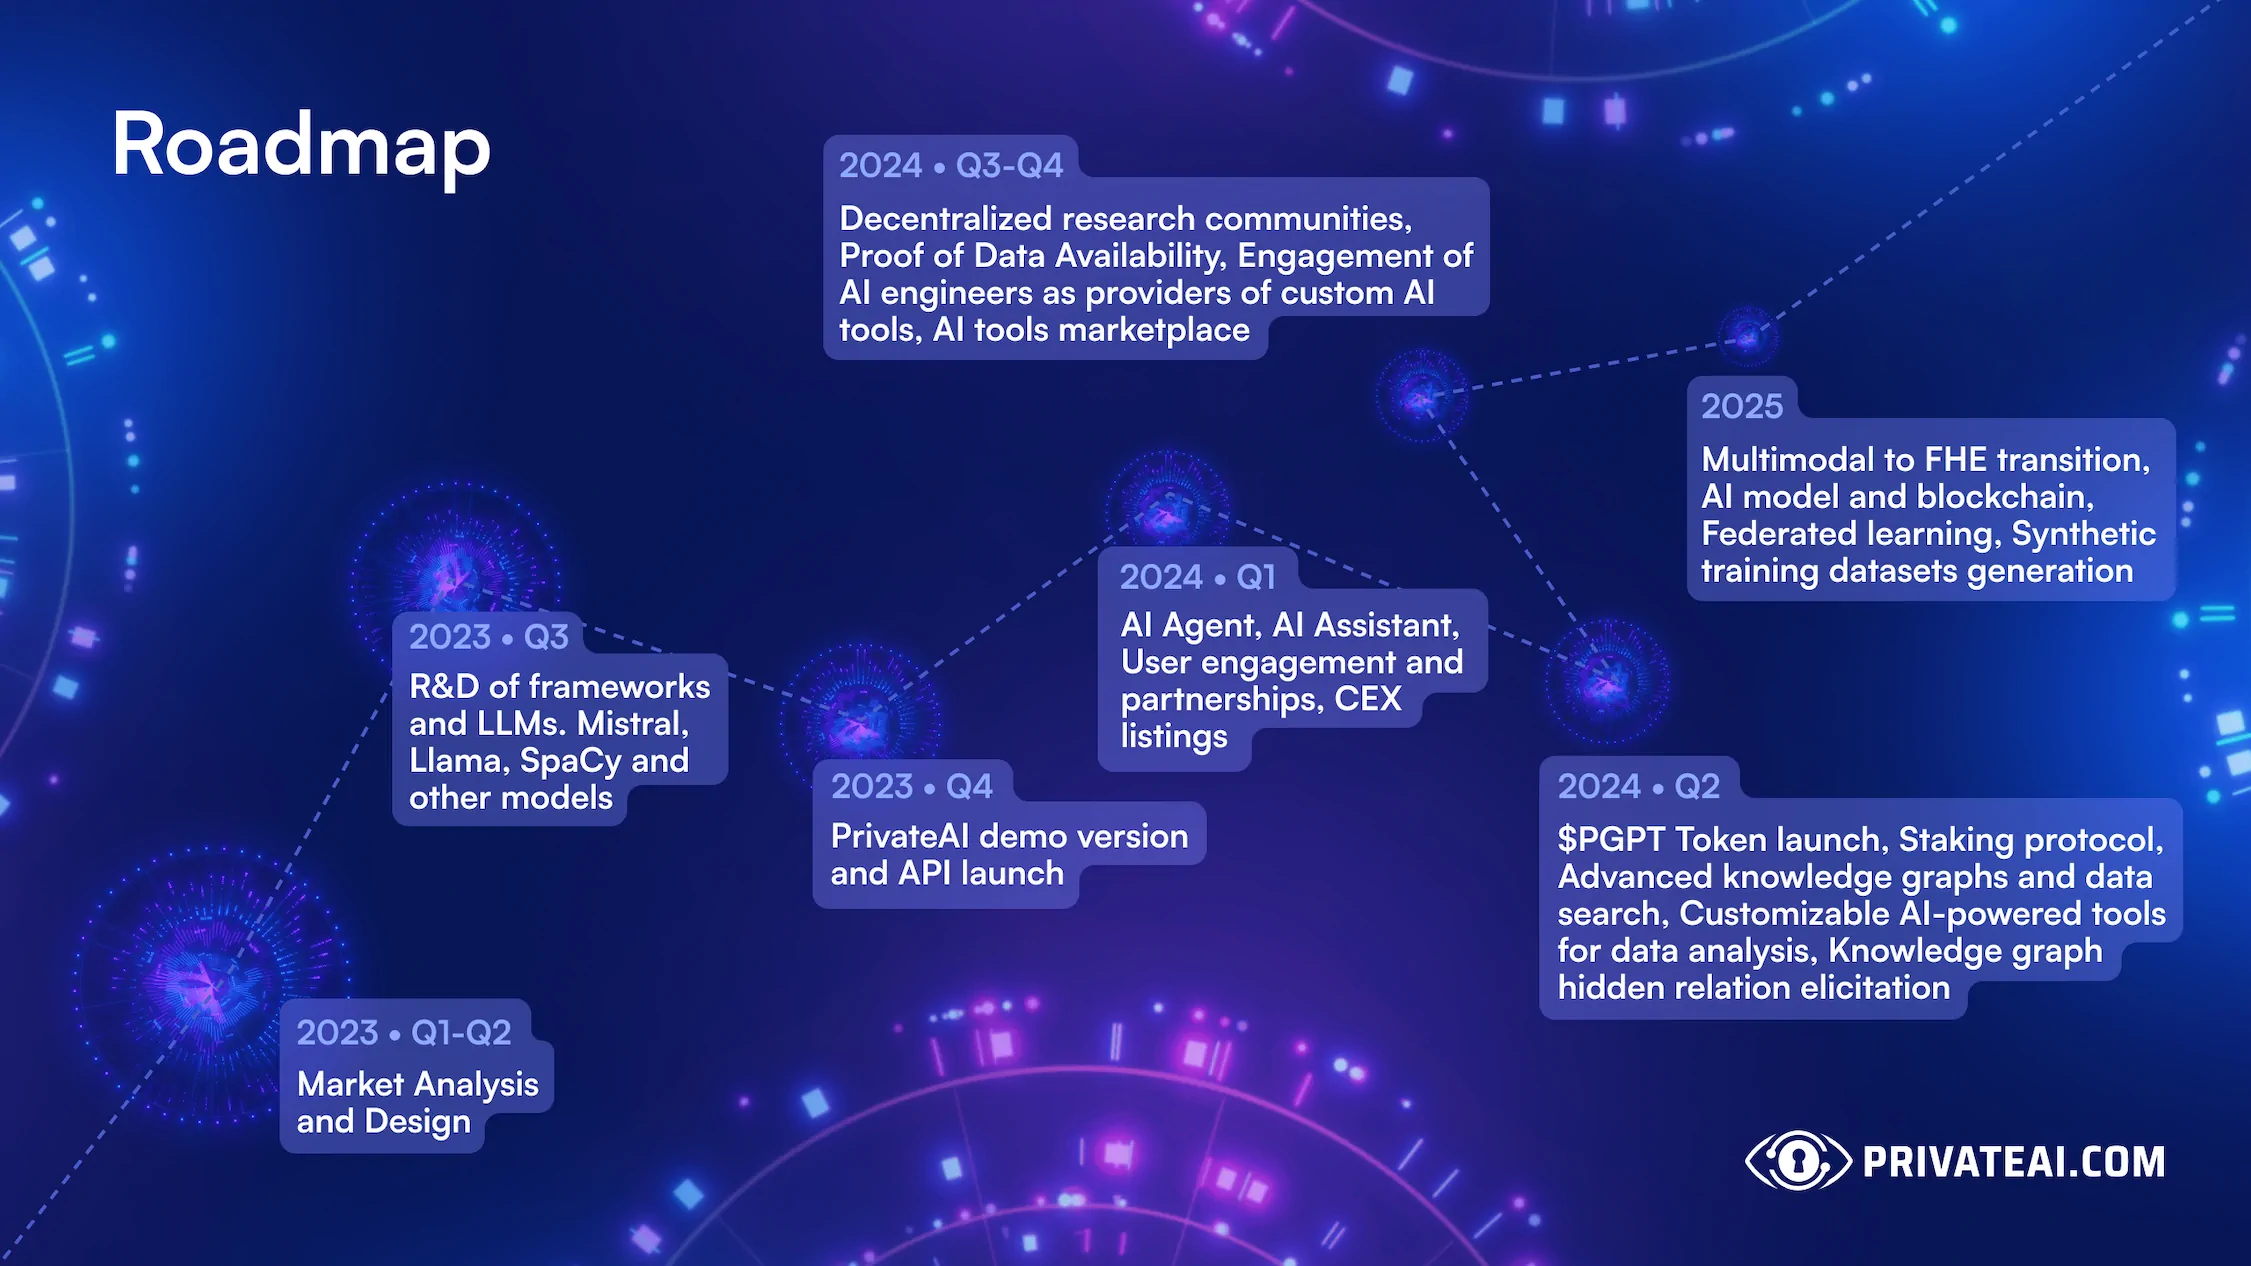 Roadmap
2023 • Q1-Q2
Market Analysis
and Design
2023 • Q3
R&D of frameworks
and LLMs. Mistral,
Llama, SpaCy and
other models
2023 • Q4
PrivateAI demo version
and API launch
2024 • Q1
AI Agent, AI Assistant,
User engagement and
partnerships, CEX
listings
2024 • Q2
$PGPT Token launch, Staking protocol,
Advanced knowledge graphs and data
search, Customizable AI-powered tools
for data analysis, Knowledge graph
hidden relation elicitation
2024 • Q3-Q4
Decentralized research communities,
Proof of Data Availability, Engagement of
AI engineers as providers of custom AI
tools, AI tools marketplace
2025
Multimodal to FHE transition,
AI model and blockchain,
Federated learning, Synthetic
training datasets generation
PRIVATEAI.COM